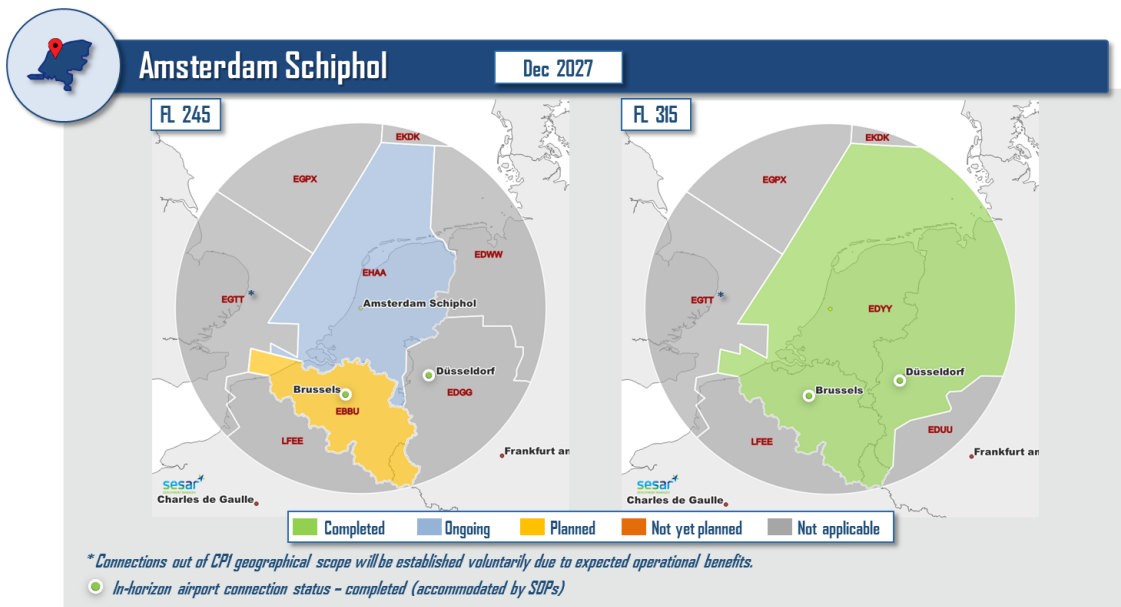 Amsterdam Schiphol
Dec 2027
FL 245
EKDK
EGPX
EDWW
EHAA
EGTT *
Amsterdam Schiphol
Düsseldorf
Brussels
EDGG
EBBU
LFEE
Frankfurt an
sesar
Charles de Gaulle
FL 315
EKDK
EGPX
EGTT *
EDYY
Düsseldorf
Brussels
EDUU
LFEE
Frankfurt an
sesar
Charles de Gaulle
Completed
Ongoing
Planned
Not yet planned
Not applicable
* Connections out of CP1 geographical scope will be established voluntarily due to expected operational benefits.
In-horizon airport connection status – completed (accommodated by SOPs)